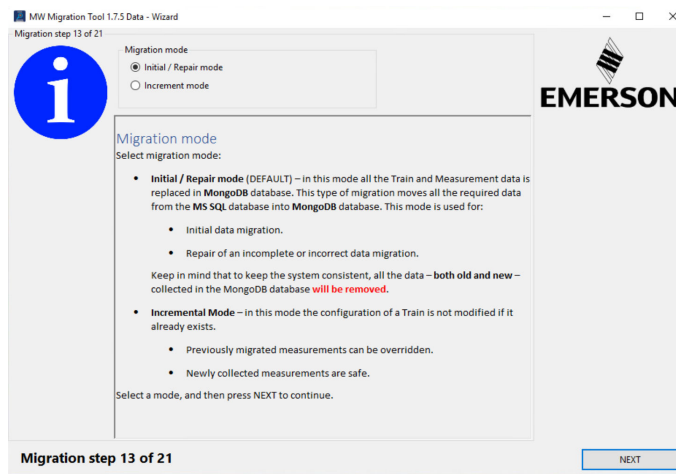 MW Migration Tool 1.7.5 Data - Wizard
Migration step 13 of 21
Migration mode
Initial / Repair mode
Increment mode
EMERSON
Migration mode
Select migration mode:
• Initial / Repair mode (DEFAULT) – in this mode all the Train and Measurement data is
replaced in MongoDB database. This type of migration moves all the required data
from the MS SQL database into MongoDB database. This mode is used for:
• Initial data migration.
• Repair of an incomplete or incorrect data migration.
Keep in mind that to keep the system consistent, all the data – both old and new –
collected in the MongoDB database will be removed.
• Incremental Mode – in this mode the configuration of a Train is not modified if it
already exists.
• Previously migrated measurements can be overridden.
• Newly collected measurements are safe.
Select a mode, and then press NEXT to continue.
Migration step 13 of 21
NEXT